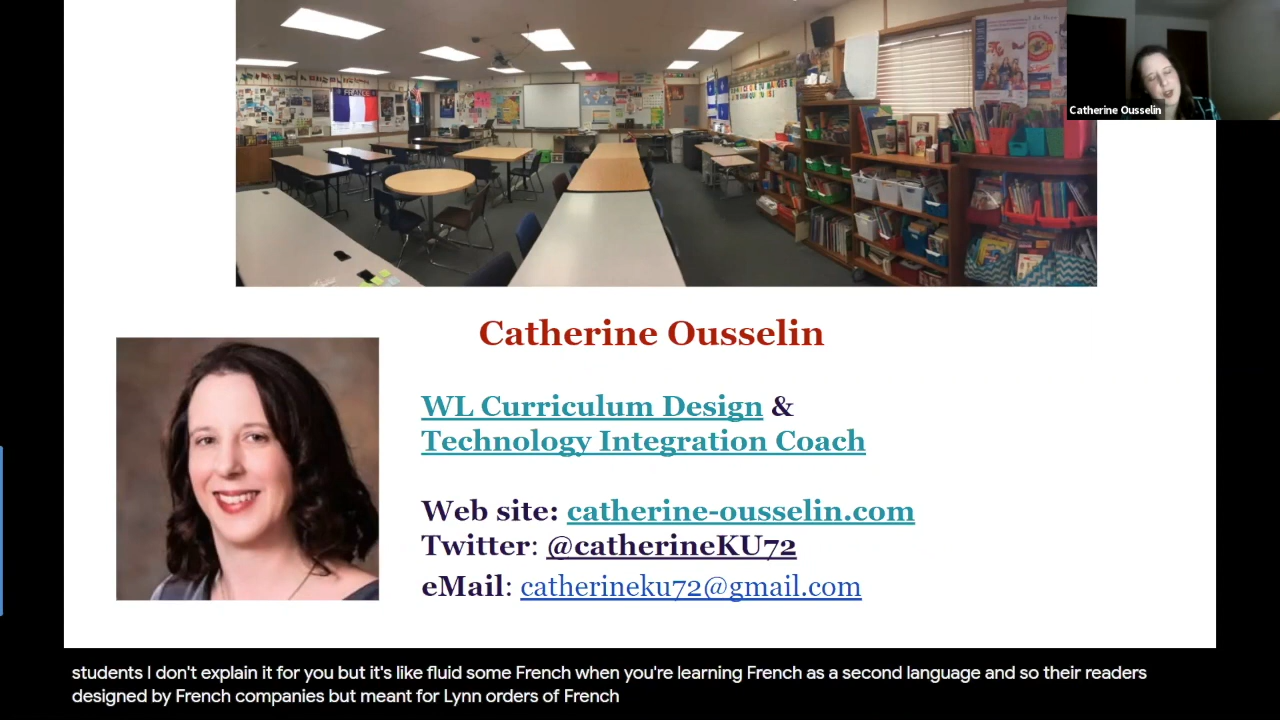 FRANCE
Catherine Ousselin
Catherine Ousselin
WL Curriculum Design &
Technology Integration Coach
Web site: catherine-ousselin.com
Twitter: @catherineKU72
eMail: catherineku72@gmail.com
students I don't explain it for you but it's like fluid some French when you're learning French as a second language and so their readers
designed by French companies but meant for Lynn orders of French